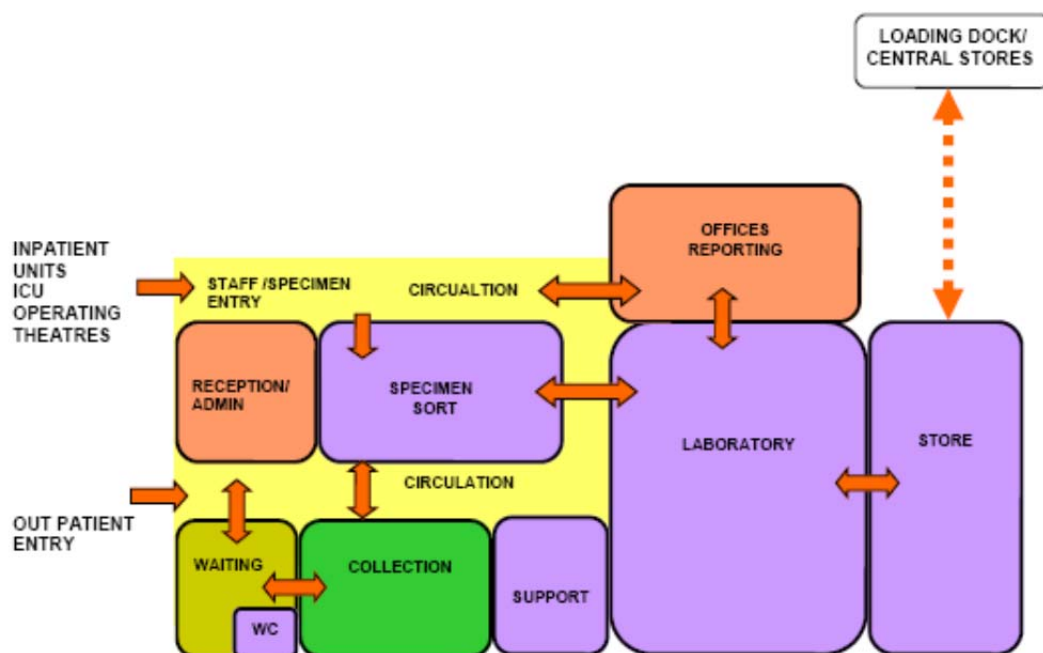 LOADING DOCK/
CENTRAL STORES
OFFICES
REPORTING
INPATIENT
UNITS
ICU
OPERATING
THEATRES
STAFF /SPECIMEN
ENTRY
CIRCUALTION
RECEPTION/
ADMIN
SPECIMEN
SORT
LABORATORY
STORE
CIRCULATION
OUT PATIENT
ENTRY
WAITING
COLLECTION
SUPPORT
WC